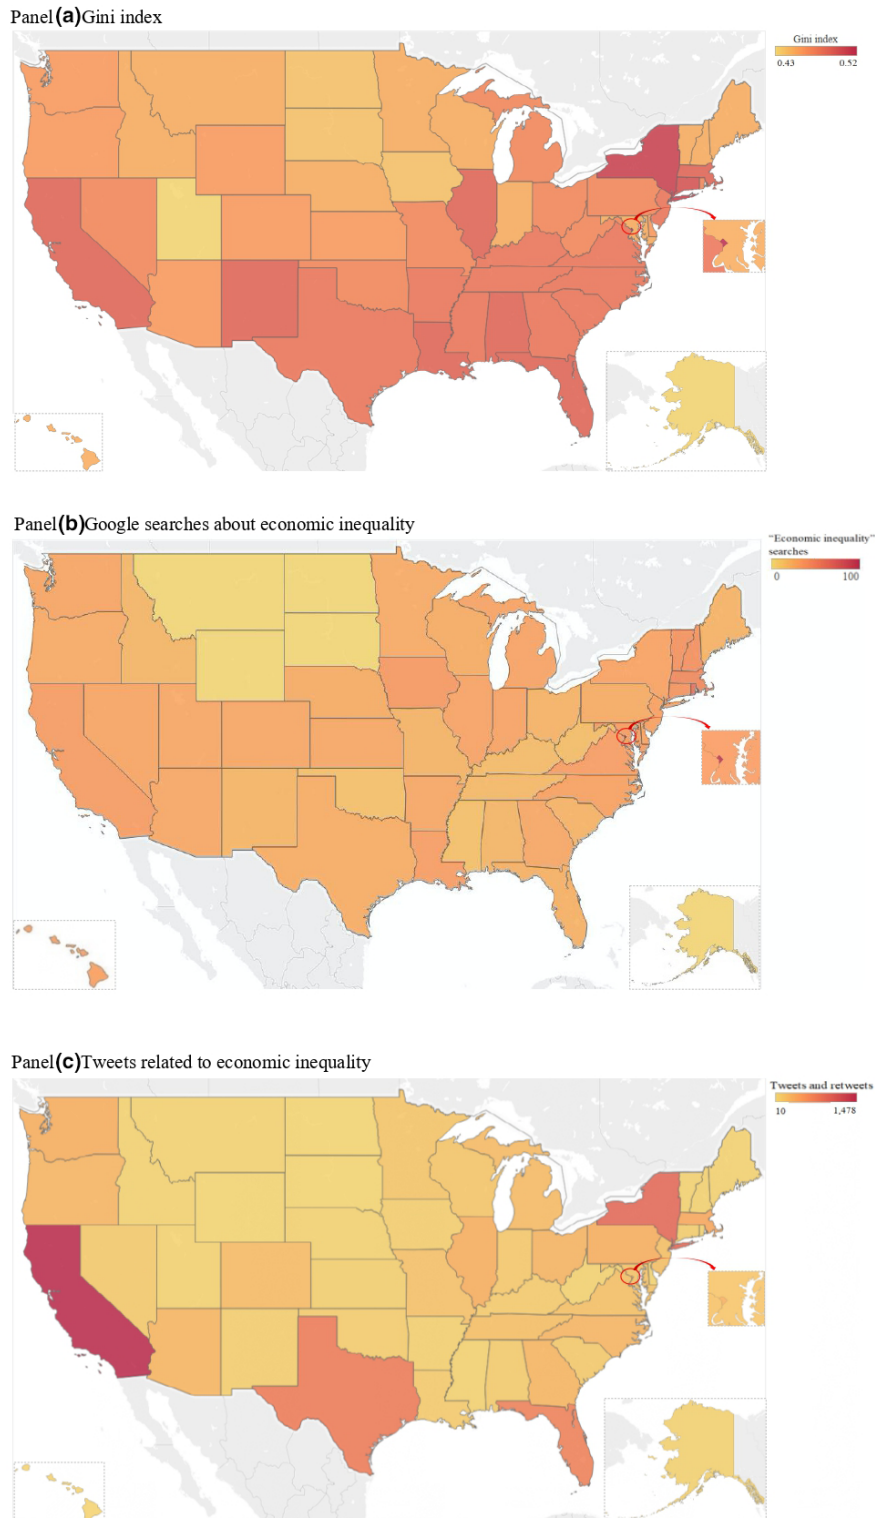 Panel(a)Gini index
Gini index
0.43 0.52
Panel(b)Google searches about economic inequality
"Economic inequality"
searches
0 100
Panel(c)Tweets related to economic inequality
Tweets and retweets
10 1,478